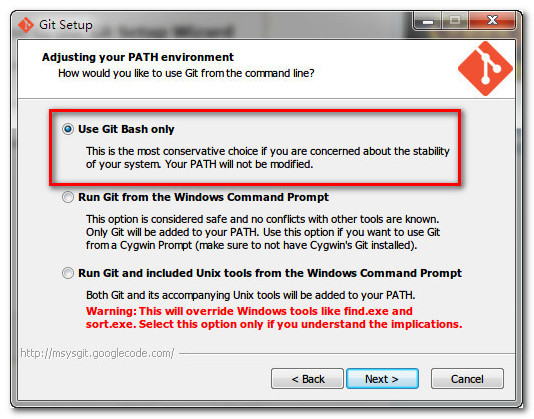 Git Setup
Adjusting your PATH environment
How would you like to use Git from the command line?
Use Git Bash only
This is the most conservative choice if you are concerned about the stability
of your system. Your PATH will not be modified.
Run Git from the Windows Command Prompt
This option is considered safe and no conflicts with other tools are known.
Only Git will be added to your PATH. Use this option if you want to use Git
from a Cygwin Prompt (make sure to not have Cygwin's Git installed).
Run Git and included Unix tools from the Windows Command Prompt
Both Git and its accompanying Unix tools will be added to your PATH.
Warning: This will override Windows tools like find.exe and
sort.exe. Select this option only if you understand the implications.
http://msysgit.googlecode.com/
< Back Next > Cancel